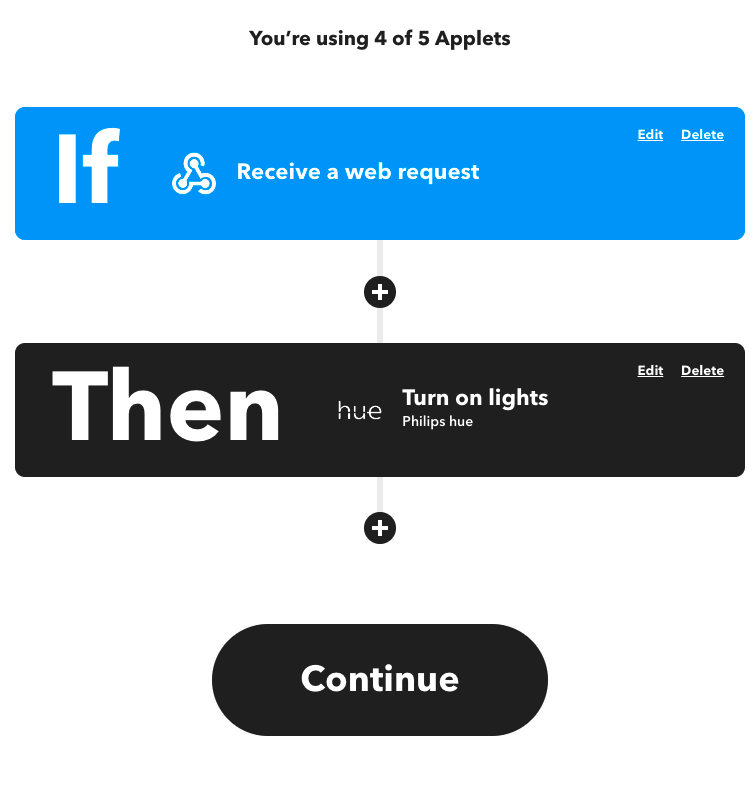 You’re using 4 of 5 Applets
Edit Delete
If Receive a web request
Edit Delete
Then hue Turn on lights
Philips hue
Continue